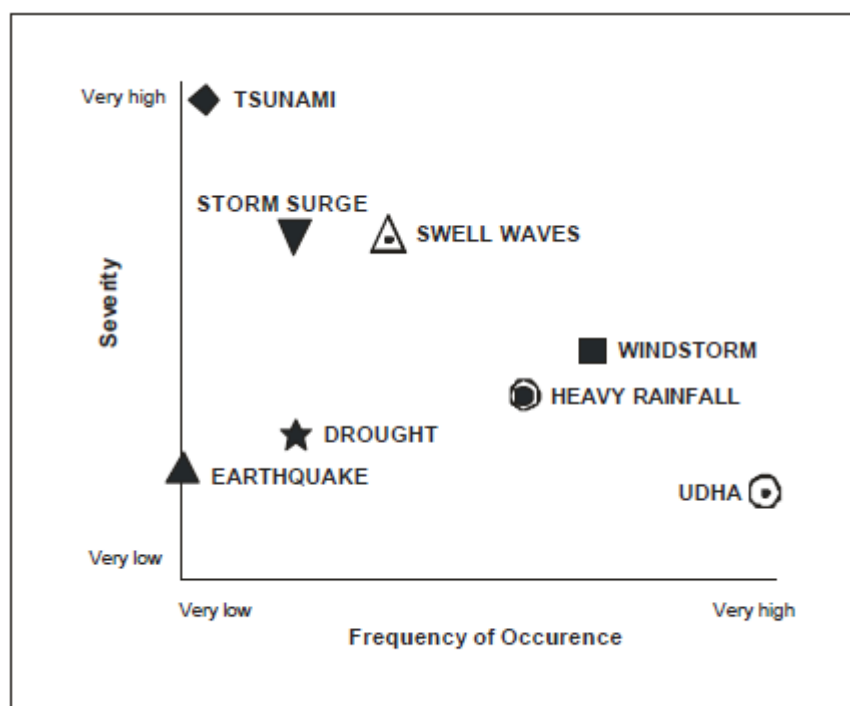 Very high
TSUNAMI
STORM SURGE
SWELL WAVES
Severity
WINDSTORM
HEAVY RAINFALL
DROUGHT
EARTHQUAKE
UDHA
Very low
Very low
Very high
Frequency of Occurence